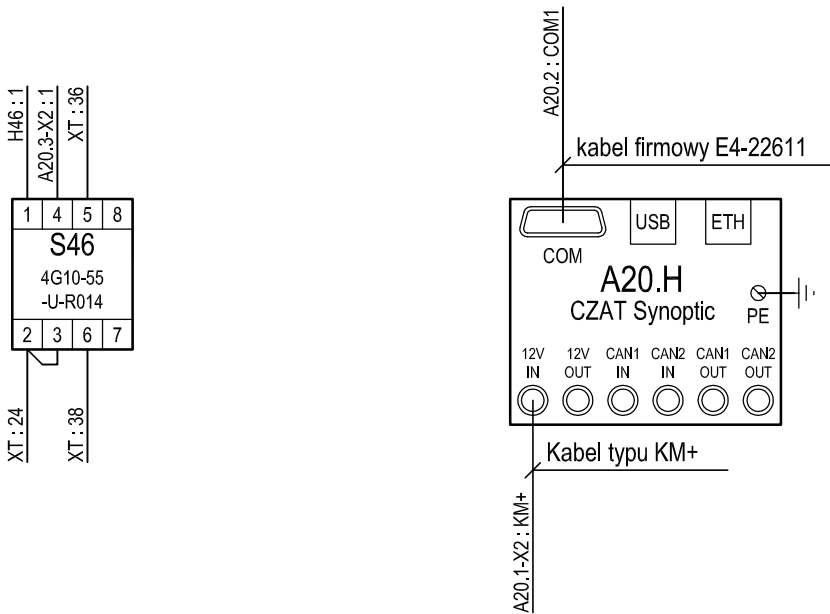 H46 : 1
A20.3-X2 : 1
XT : 36
1 4 5 8
S46
4G10-55
-U-R014
2 3 6 7
XT : 24
XT : 38
A20.2 : COM1
kabel firmowy E4-22611
USB
ETH
COM
A20.H
CZAT Synoptic
PE
12V IN
12V OUT
CAN1 IN
CAN2 IN
CAN1 OUT
CAN2 OUT
Kabel typu KM+
A20.1-X2 : KM+